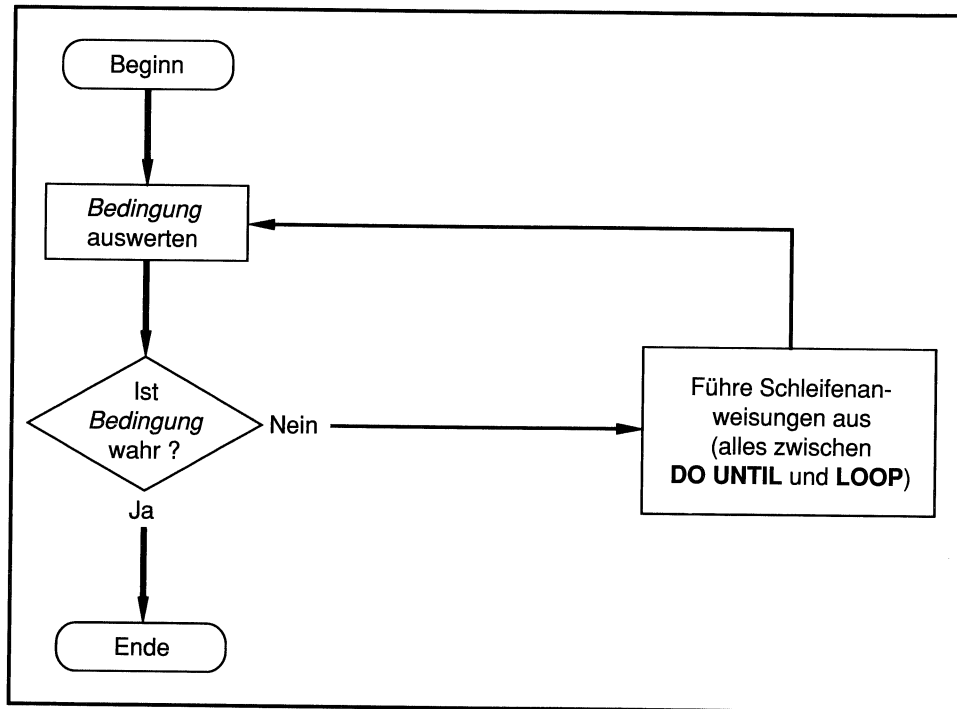 Beginn
Bedingung
auswerten
Ist
Bedingung
wahr ?
Nein
Führe Schleifenan-
weisungen aus
(alles zwischen
DO UNTIL und LOOP)
Ja
Ende